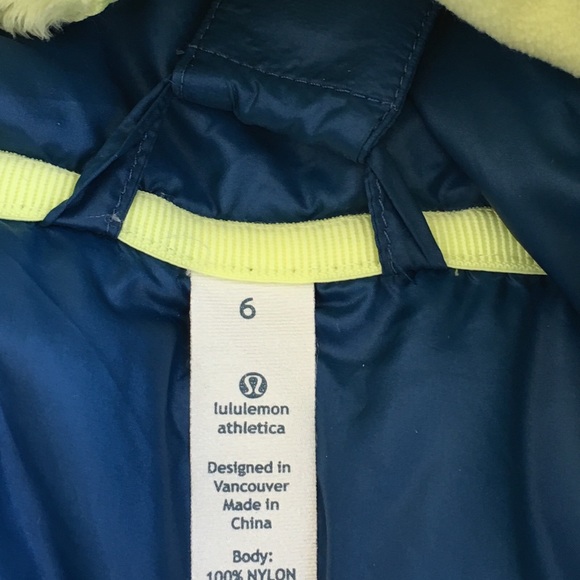 6
lululemon
athletica
Designed in
Vancouver
Made in
China
Body:
100% NYLON